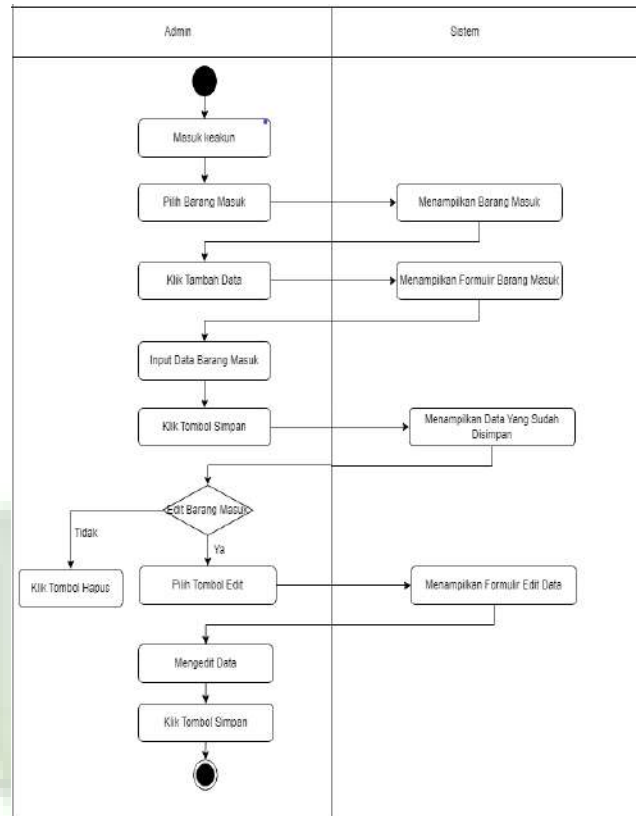 Admin
Sistem
Masuk keakun
Pilih Barang Masuk
Menampilkan Barang Masuk
Klik Tambah Data
Menampilkan Formulir Barang Masuk
Input Data Barang Masuk
Klik Tombol Simpan
Menampilkan Data Yang Sudah
Disimpan
Edit Barang Masuk
Tidak
Ya
Klik Tombol Hapus
Pilih Tombol Edit
Menampilkan Formulir Edit Data
Mengedit Data
Klik Tombol Simpan